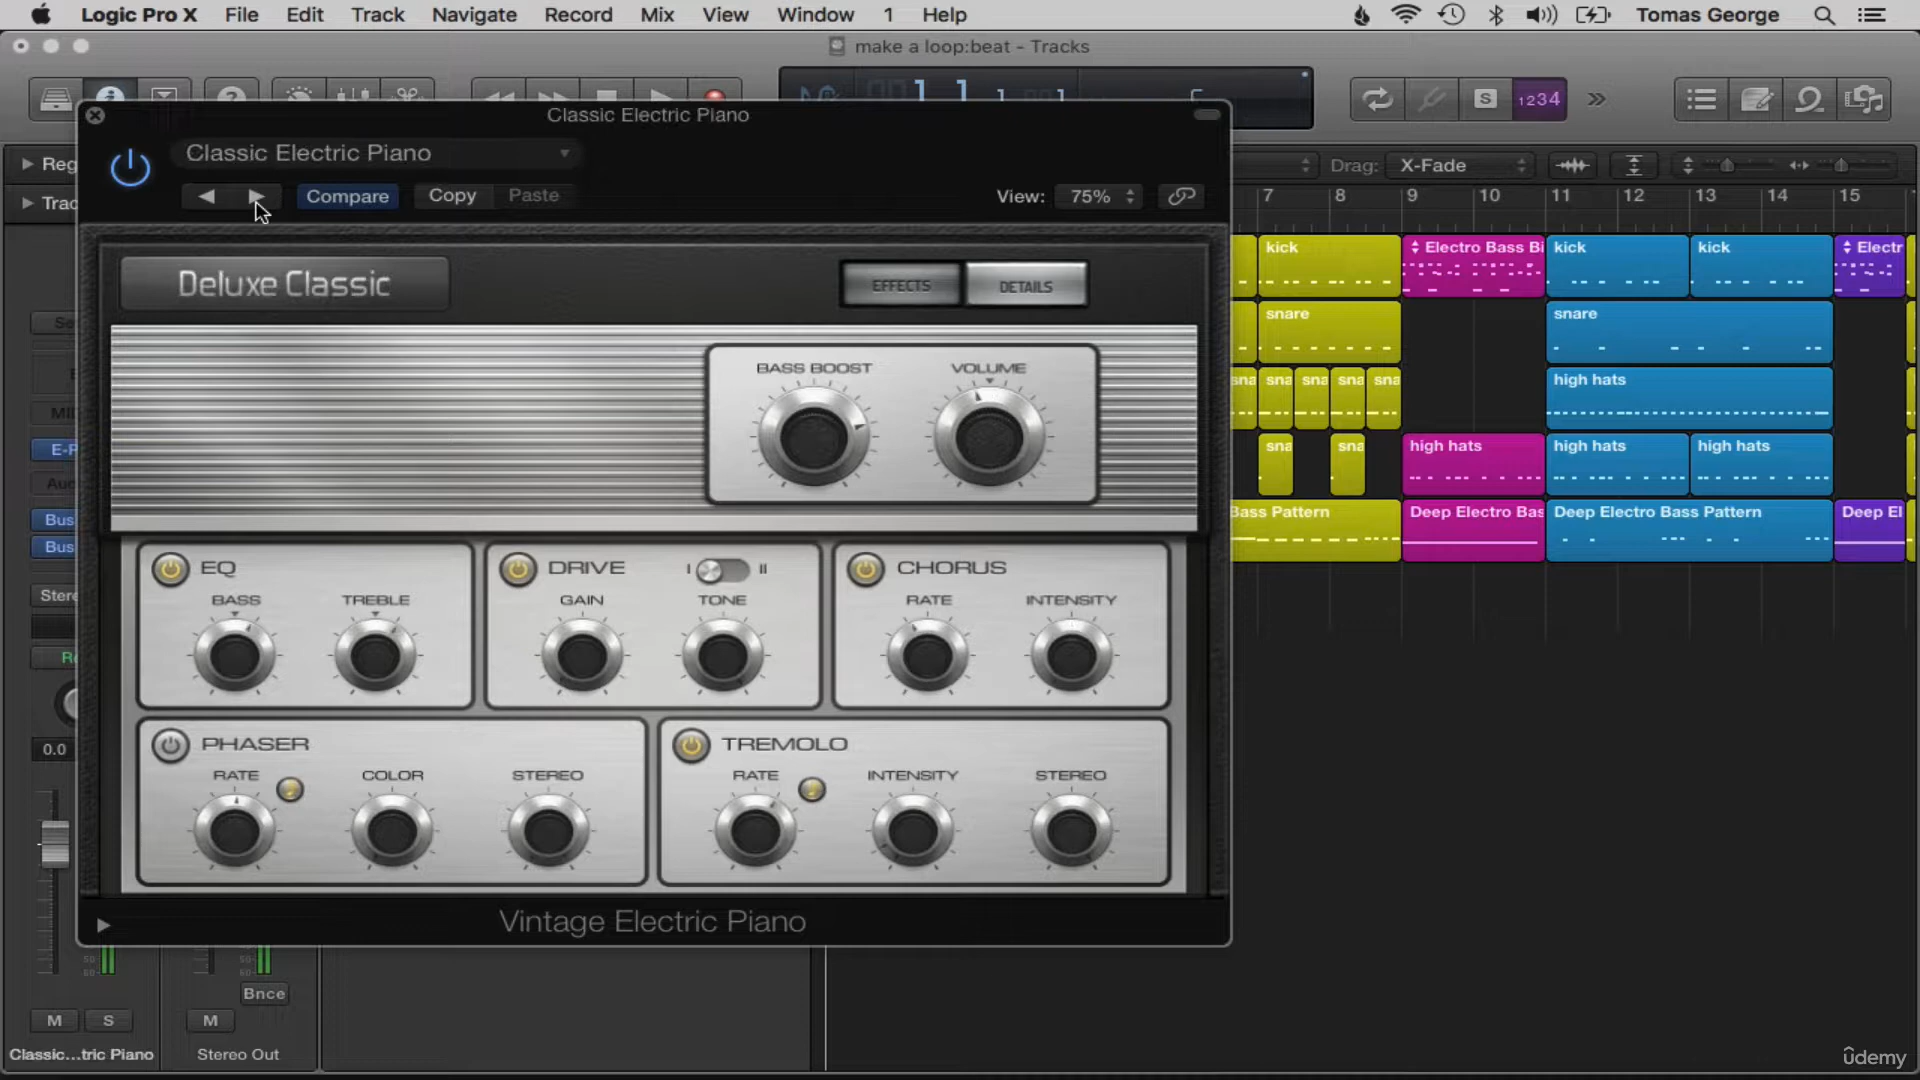 Logic Pro X File Edit Track Navigate Record Mix View Window 1 Help Tomas George
make a loop:beat - Tracks
S 1234
Classic Electric Piano
Classic Electric Piano
Compare Copy Paste View: 75%
Drag: X-Fade
7 8 9 10 11 12 13 14 15
Deluxe Classic EFFECTS DETAILS
kick Electro Bass Bi kick kick Electr
snare snare
sna sna sna sna sna high hats
sna sna high hats high hats high hats
Bass Pattern Deep Electro Bas Deep Electro Bass Pattern Deep El
BASS BOOST VOLUME
EQ DRIVE I II CHORUS
BASS TREBLE GAIN TONE RATE INTENSITY
PHASER TREMOLO
RATE COLOR STEREO RATE INTENSITY STEREO
Vintage Electric Piano
Reg
Trac
E-P
Bus
Bus
Stere
0.0
50 50
60 60
Bnce
M S M
Classic...tric Piano Stereo Out
ûdemy